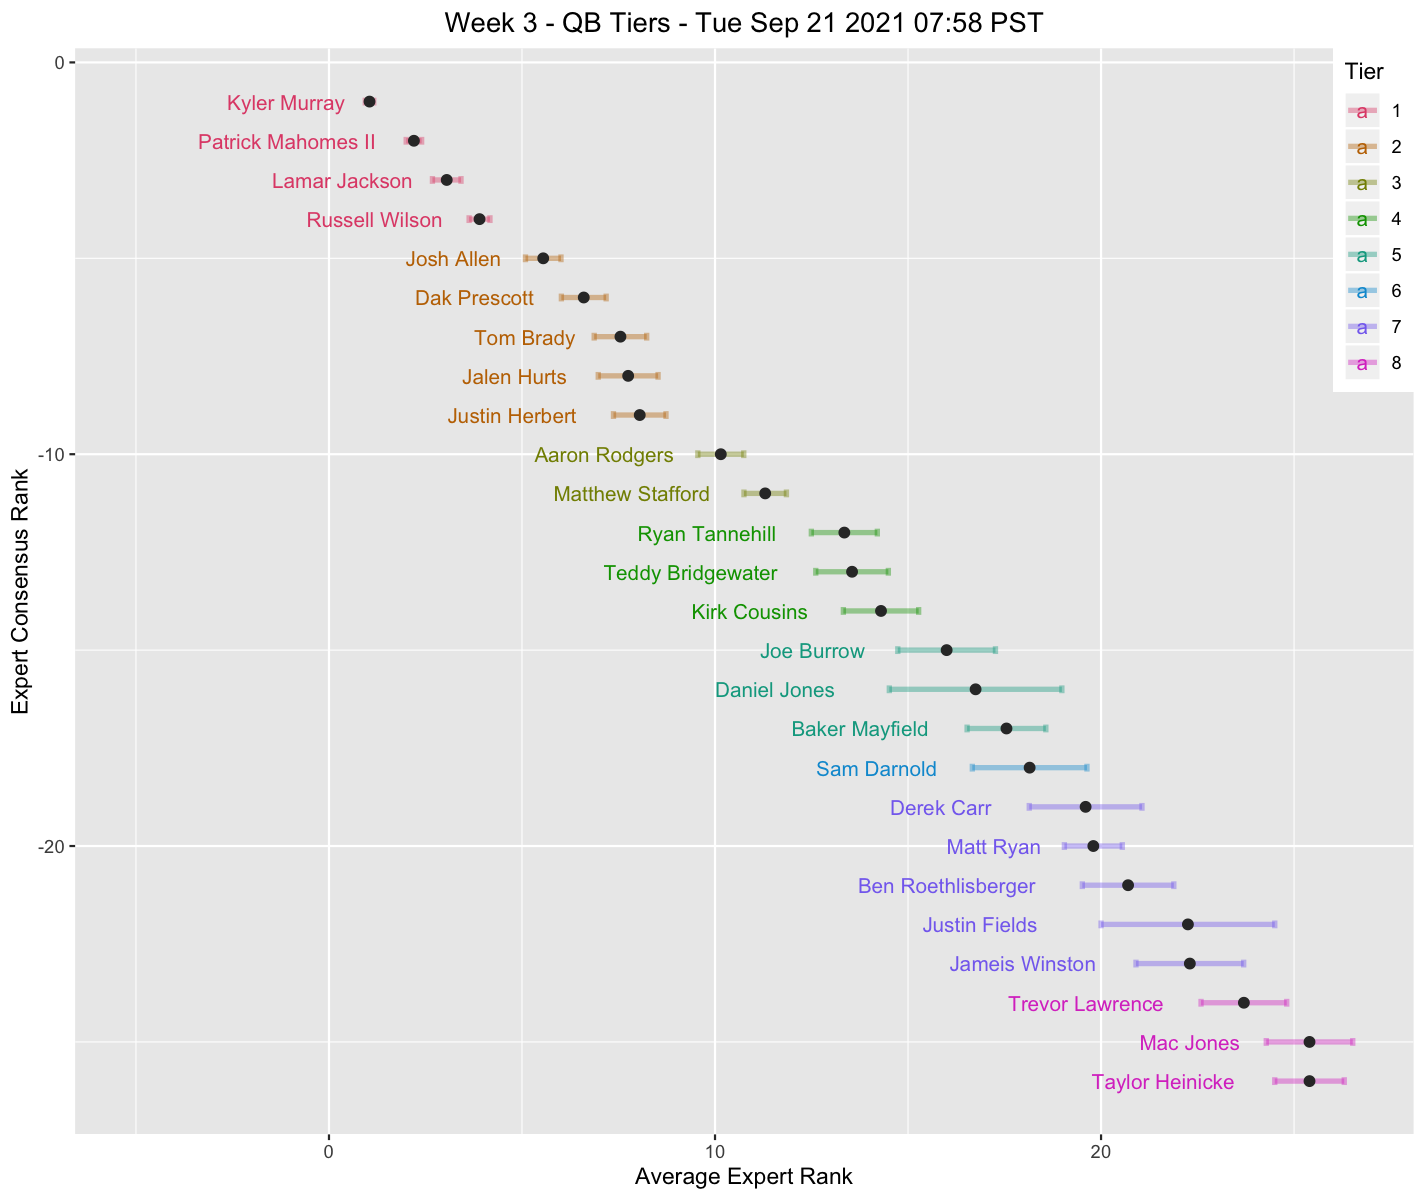 Week 3 - QB Tiers - Tue Sep 21 2021 07:58 PST
Tier
a 1
a 2
a 3
a 4
a 5
a 6
a 7
a 8
Expert Consensus Rank
0
-10
-20
Kyler Murray
Patrick Mahomes II
Lamar Jackson
Russell Wilson
Josh Allen
Dak Prescott
Tom Brady
Jalen Hurts
Justin Herbert
Aaron Rodgers
Matthew Stafford
Ryan Tannehill
Teddy Bridgewater
Kirk Cousins
Joe Burrow
Daniel Jones
Baker Mayfield
Sam Darnold
Derek Carr
Matt Ryan
Ben Roethlisberger
Justin Fields
Jameis Winston
Trevor Lawrence
Mac Jones
Taylor Heinicke
0 10 20
Average Expert Rank